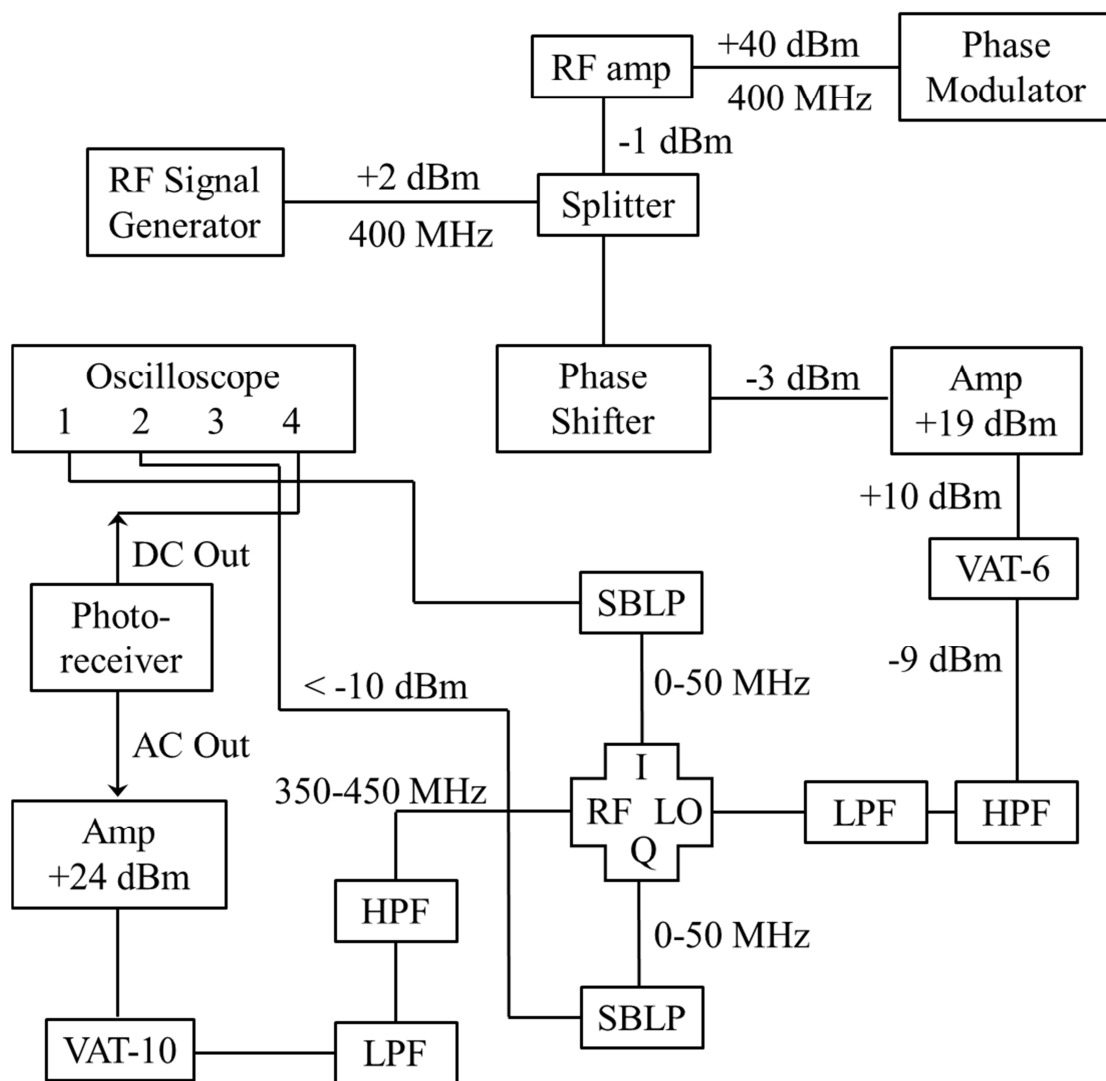 +40 dBm
400 MHz
Phase
Modulator
RF amp
-1 dBm
RF Signal
Generator
+2 dBm
400 MHz
Splitter
Oscilloscope
1 2 3 4
Phase
Shifter
-3 dBm
Amp
+19 dBm
+10 dBm
VAT-6
-9 dBm
DC Out
Photo-
receiver
AC Out
SBLP
0-50 MHz
< -10 dBm
350-450 MHz
I
RF LO
Q
LPF
HPF
Amp
+24 dBm
HPF
0-50 MHz
SBLP
VAT-10
LPF